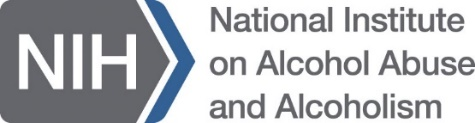 NIH
National Institute
on Alcohol Abuse
and Alcoholism